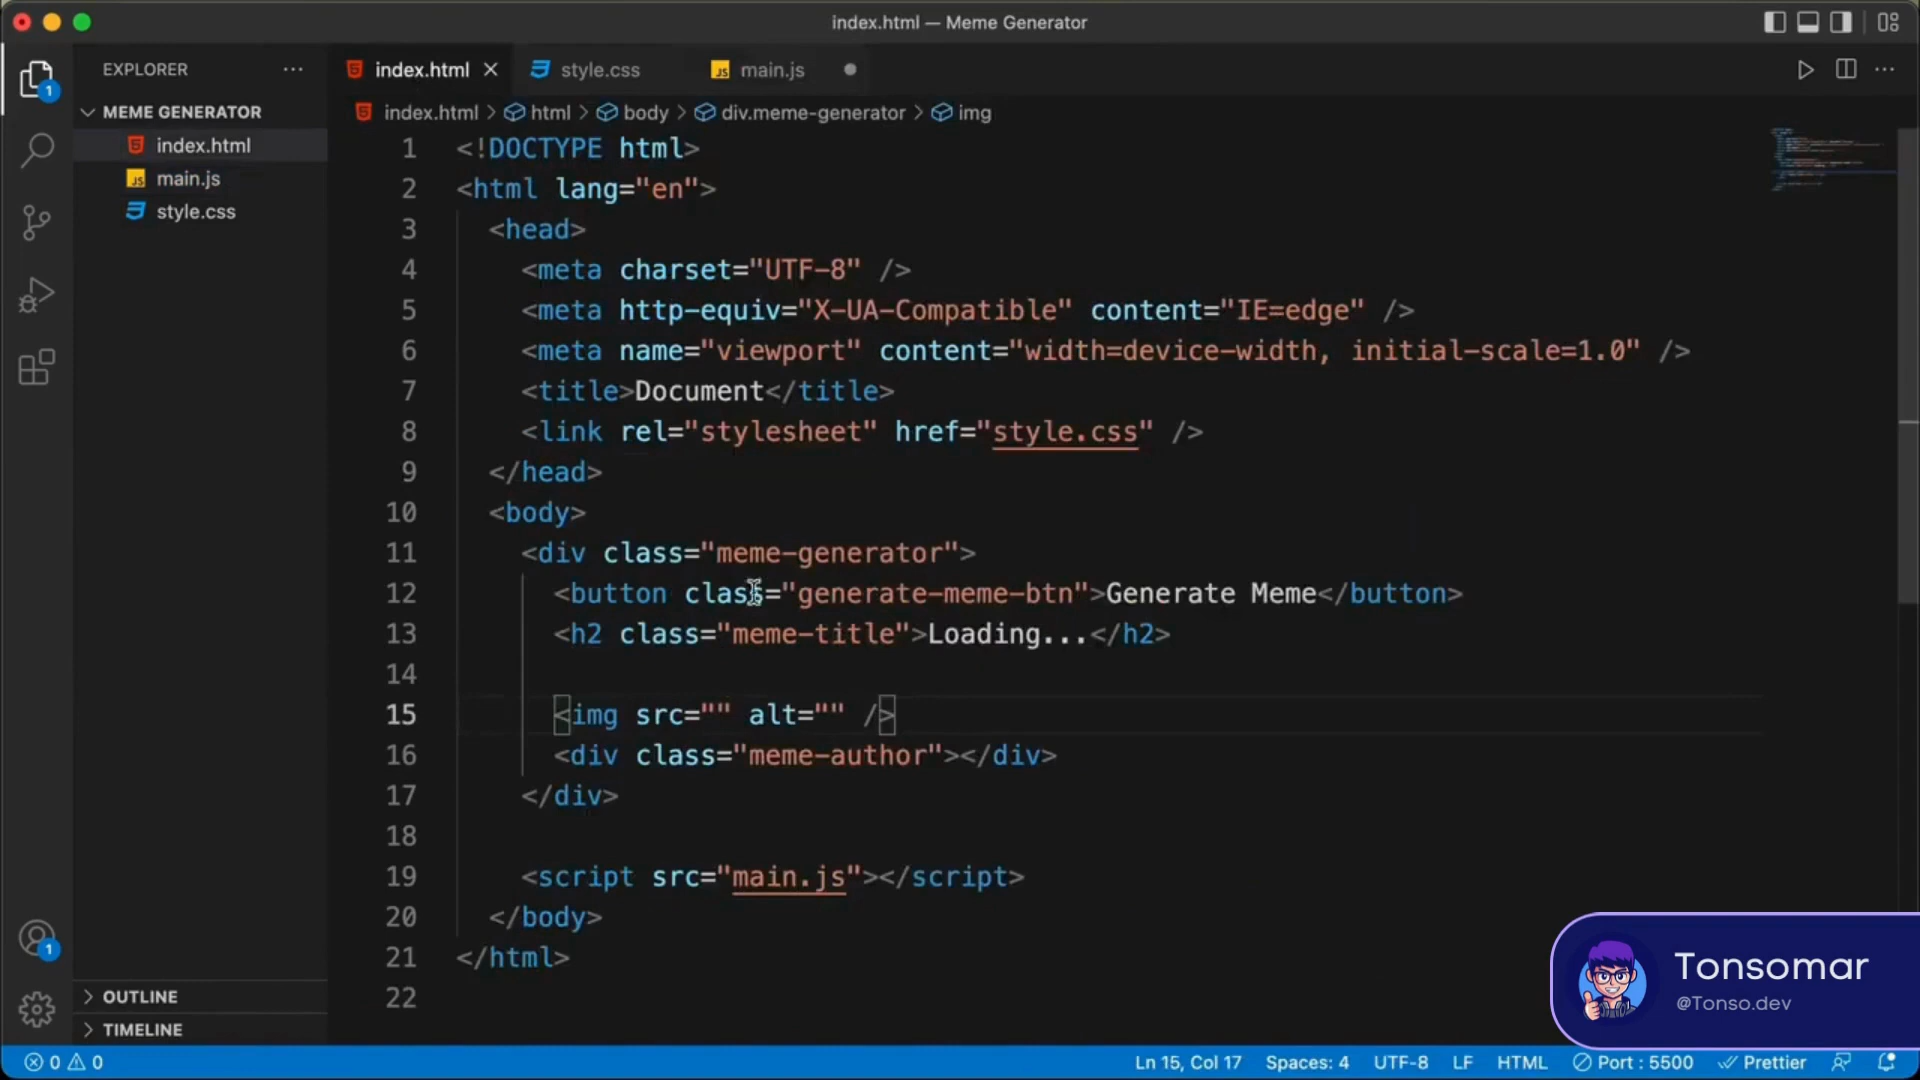 index.html — Meme Generator
EXPLORER
index.html
style.css
main.js
MEME GENERATOR
index.html
main.js
style.css
index.html > html > body > div.meme-generator > img
1 <!DOCTYPE html>
2 <html lang="en">
3 <head>
4 <meta charset="UTF-8" />
5 <meta http-equiv="X-UA-Compatible" content="IE=edge" />
6 <meta name="viewport" content="width=device-width, initial-scale=1.0" />
7 <title>Document</title>
8 <link rel="stylesheet" href="style.css" />
9 </head>
10 <body>
11 <div class="meme-generator">
12 <button class="generate-meme-btn">Generate Meme</button>
13 <h2 class="meme-title">Loading...</h2>
14
15 <img src="" alt="" />
16 <div class="meme-author"></div>
17 </div>
18
19 <script src="main.js"></script>
20 </body>
21 </html>
22
1
1
OUTLINE
TIMELINE
Tonsomar
@Tonso.dev
0 0
Ln 15, Col 17 Spaces: 4 UTF-8 LF HTML Port : 5500 Prettier